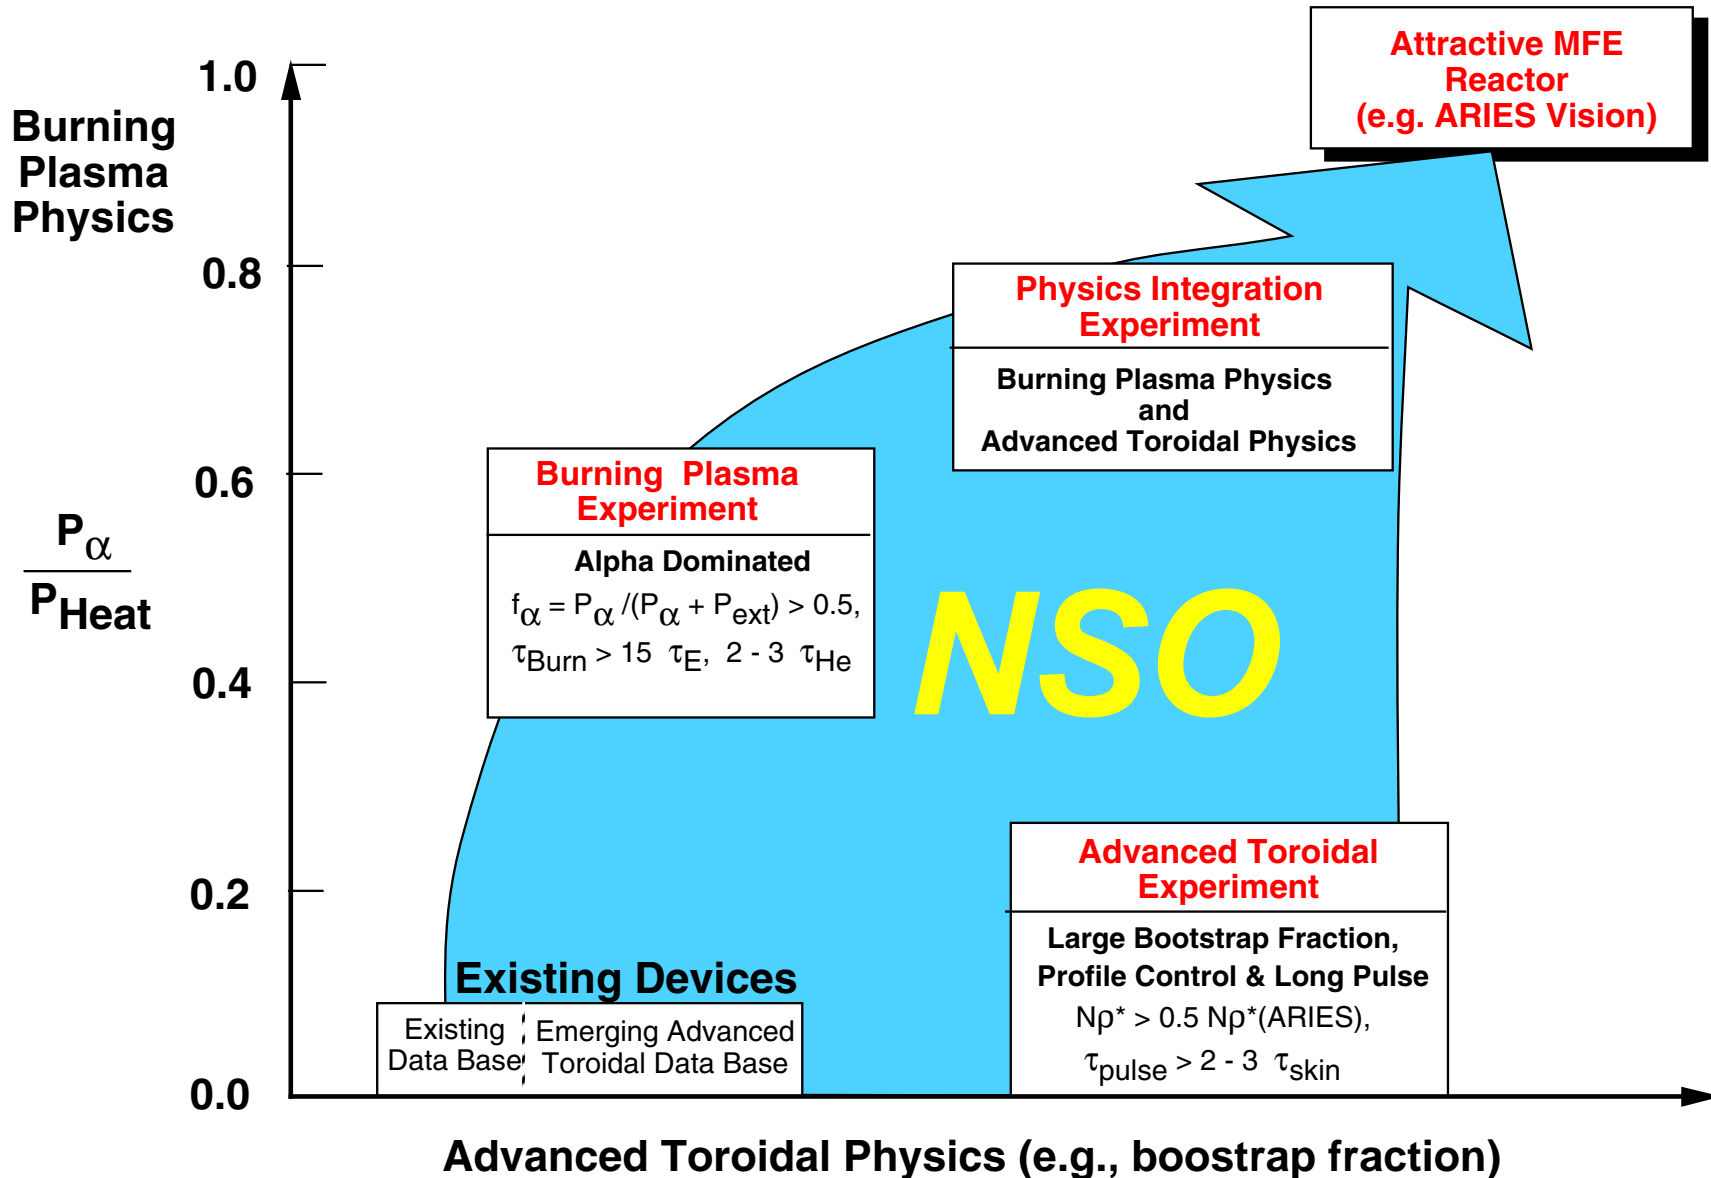 Attractive MFE
Reactor
(e.g. ARIES Vision)
1.0
Burning
Plasma
Physics
0.8
Physics Integration
Experiment
Burning Plasma Physics
and
Advanced Toroidal Physics
0.6
Burning Plasma
Experiment
Alpha Dominated
fα = Pα /(Pα + Pext) > 0.5,
τBurn > 15 τE, 2 - 3 τHe
Pα
PHeat
NSO
0.4
0.2
Advanced Toroidal
Experiment
Large Bootstrap Fraction,
Profile Control & Long Pulse
Nρ* > 0.5 Nρ*(ARIES),
τpulse > 2 - 3 τskin
Existing Devices
Existing
Data Base
Emerging Advanced
Toroidal Data Base
0.0
Advanced Toroidal Physics (e.g., boostrap fraction)